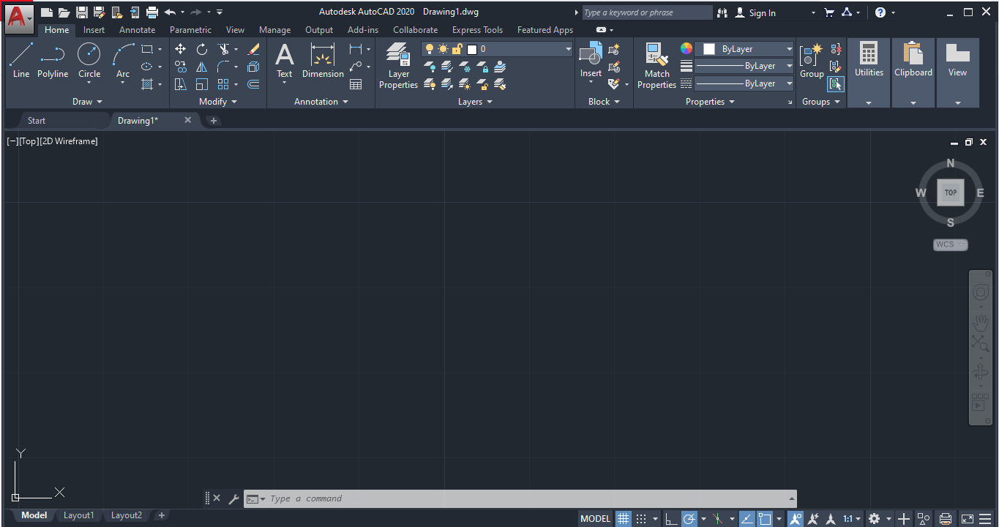 A
Autodesk AutoCAD 2020 Drawing1.dwg
Type a keyword or phrase
Sign In
Home Insert Annotate Parametric View Manage Output Add-ins Collaborate Express Tools Featured Apps
0
ByLayer
ByLayer
ByLayer
Line Polyline Circle Arc
A
Text Dimension
Layer Properties
Insert
Match Properties
Group
Utilities Clipboard View
Draw Modify Annotation Layers Block Properties Groups
Start Drawing1*
[−][Top][2D Wireframe]
N
W TOP E
S
WCS
Y
X
Type a command
Model Layout1 Layout2
MODEL 1:1